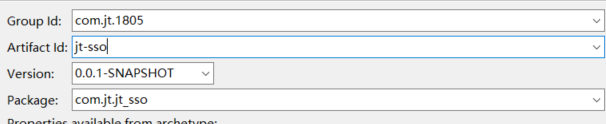 Group Id: com.jt.1805
Artifact Id: jt-sso
Version: 0.0.1-SNAPSHOT
Package: com.jt.jt_sso
Properties available from archetype: